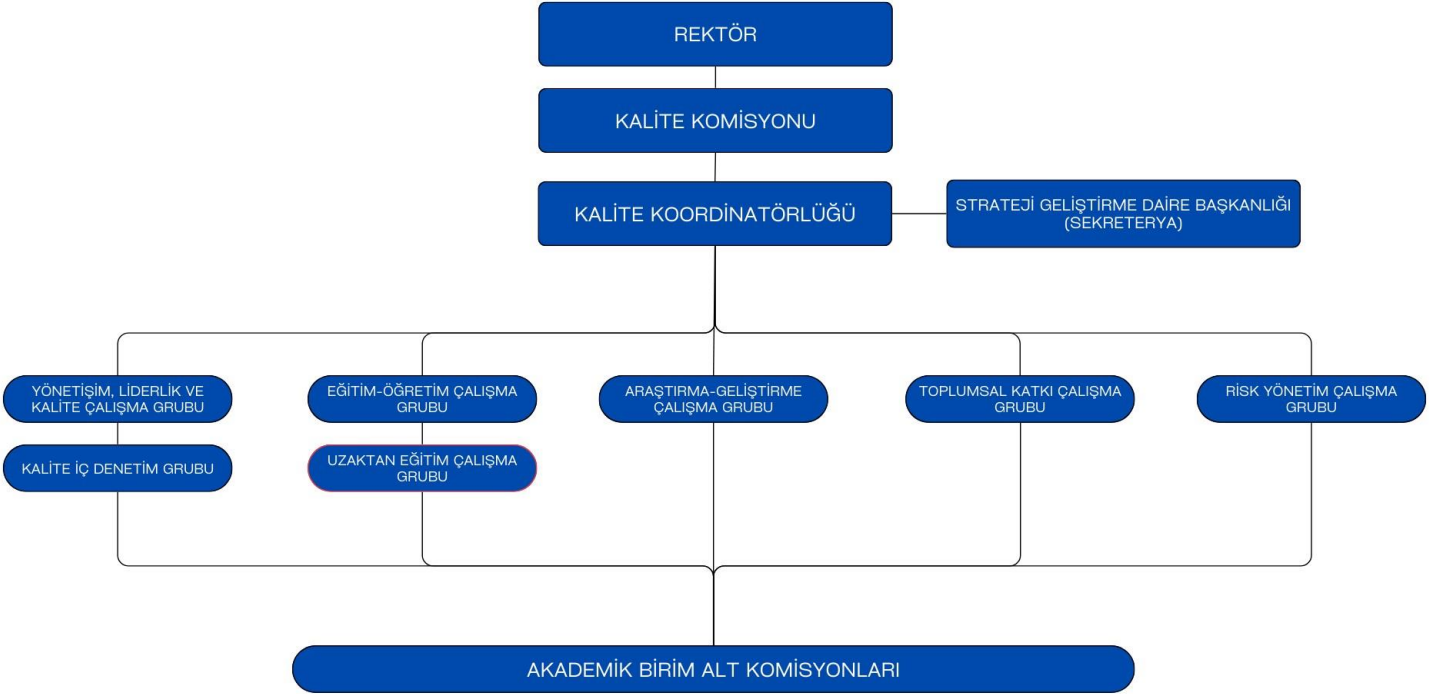 REKTÖR
KALİTE KOMİSYONU
KALİTE KOORDİNATÖRLÜĞÜ
STRATEJİ GELİŞTİRME DAİRE BAŞKANLIĞI
(SEKRETERYA)
YÖNETİŞİM, LİDERLİK VE
KALİTE ÇALIŞMA GRUBU
EĞİTİM-ÖĞRETİM ÇALIŞMA
GRUBU
ARAŞTIRMA-GELİŞTİRME
ÇALIŞMA GRUBU
TOPLUMSAL KATKI ÇALIŞMA
GRUBU
RİSK YÖNETİM ÇALIŞMA
GRUBU
KALİTE İÇ DENETİM GRUBU
UZAKTAN EĞİTİM ÇALIŞMA
GRUBU
AKADEMİK BİRİM ALT KOMİSYONLARI